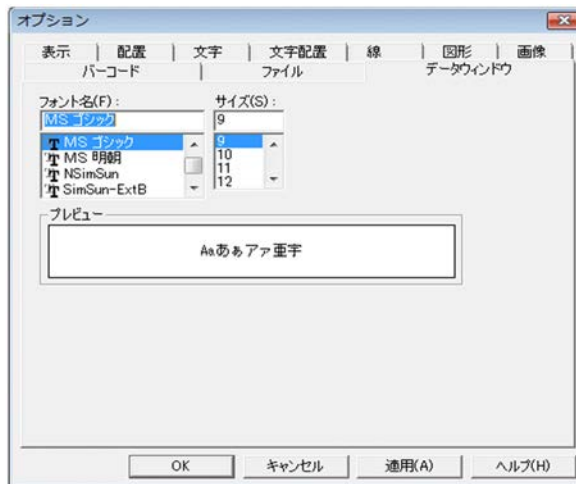 オプション
表示 配置 文字 文字配置 線 図形 画像
バーコード ファイル データウィンドウ
フォント名(F): サイズ(S):
MS ゴシック 9
MS ゴシック 9
MS 明朝 10
NSimSun 11
SimSun-ExtB 12
プレビュー
Aaあぁアァ亜宇
OK キャンセル 適用(A) ヘルプ(H)